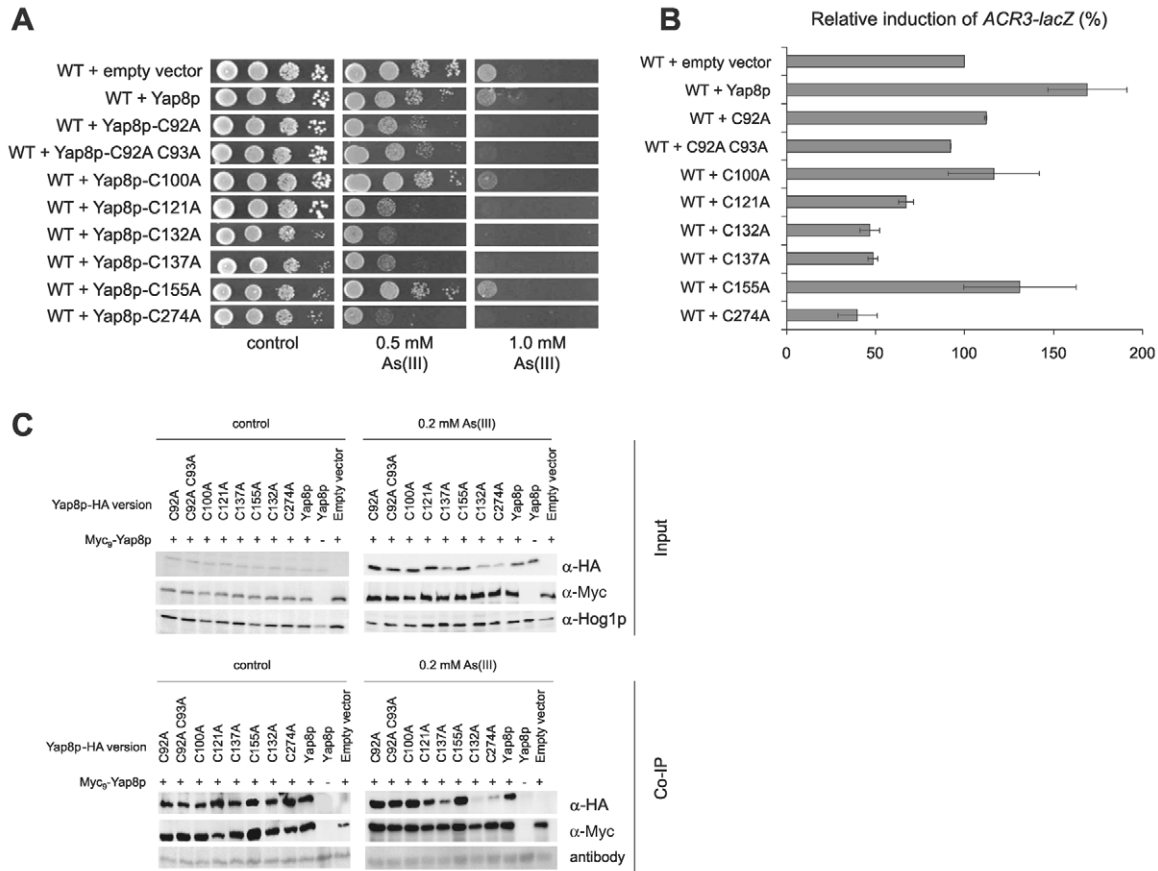 A
WT + empty vector
WT + Yap8p
WT + Yap8p-C92A
WT + Yap8p-C92A C93A
WT + Yap8p-C100A
WT + Yap8p-C121A
WT + Yap8p-C132A
WT + Yap8p-C137A
WT + Yap8p-C155A
WT + Yap8p-C274A
control
0.5 mM
As(III)
1.0 mM
As(III)
B
Relative induction of ACR3-lacZ (%)
WT + empty vector
WT + Yap8p
WT + C92A
WT + C92A C93A
WT + C100A
WT + C121A
WT + C132A
WT + C137A
WT + C155A
WT + C274A
0 50 100 150 200
C
control
0.2 mM As(III)
Yap8p-HA version
C92A
C92A C93A
C100A
C121A
C137A
C155A
C132A
C274A
Yap8p
Yap8p
Empty vector
C92A
C92A C93A
C100A
C121A
C137A
C155A
C132A
C274A
Yap8p
Yap8p
Empty vector
Myc₉-Yap8p + + + + + + + + + - + + + + + + + + + + - +
α-HA
α-Myc
α-Hog1p
Input
control
0.2 mM As(III)
Yap8p-HA version
C92A
C92A C93A
C100A
C121A
C137A
C155A
C132A
C274A
Yap8p
Yap8p
Empty vector
C92A
C92A C93A
C100A
C121A
C137A
C155A
C132A
C274A
Yap8p
Yap8p
Empty vector
Myc₉-Yap8p + + + + + + + + + - + + + + + + + + + + - +
α-HA
α-Myc
antibody
Co-IP